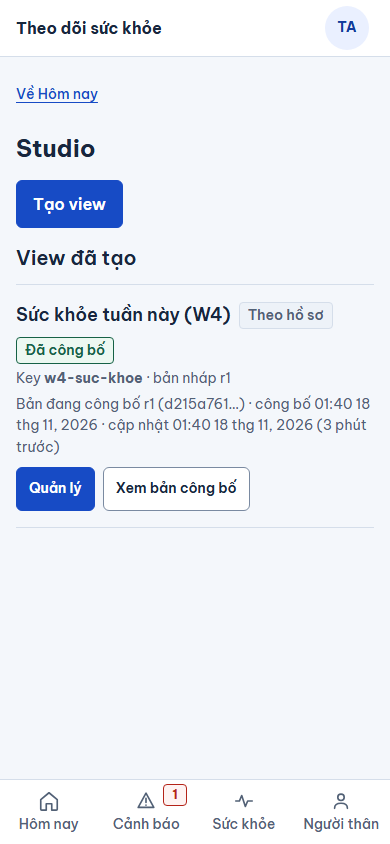 Theo dõi sức khỏe
TA
Về Hôm nay
Studio
Tạo view
View đã tạo
Sức khỏe tuần này (W4) Theo hồ sơ
Đã công bố
Key w4-suc-khoe · bản nháp r1
Bản đang công bố r1 (d215a761…) · công bố 01:40 18
thg 11, 2026 · cập nhật 01:40 18 thg 11, 2026 (3 phút
trước)
Quản lý Xem bản công bố
1
Hôm nay Cảnh báo Sức khỏe Người thân